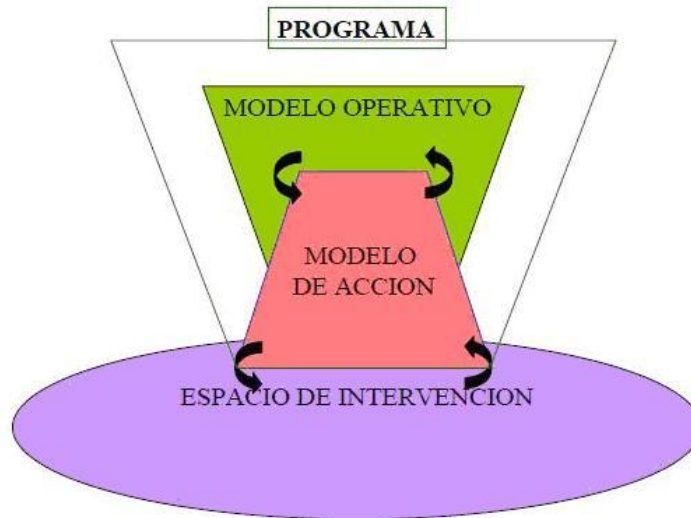 PROGRAMA
MODELO OPERATIVO
MODELO
DE ACCION
ESPACIO DE INTERVENCION